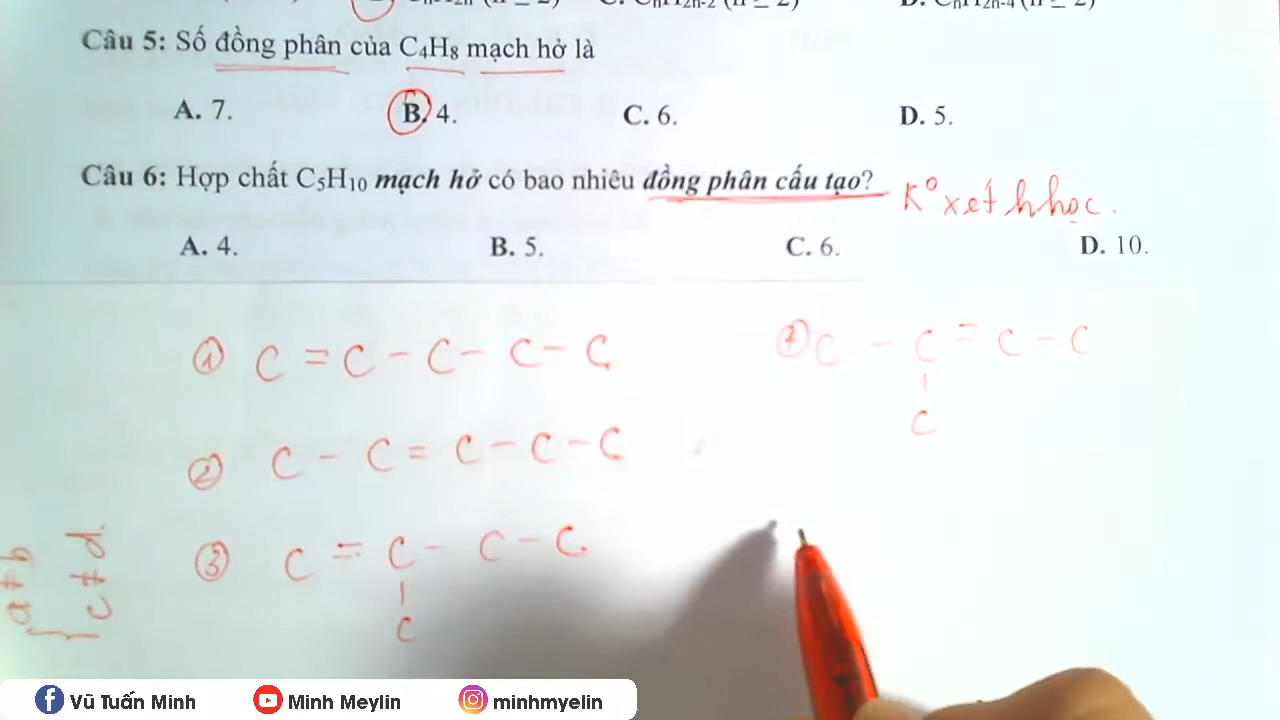 Câu 5: Số đồng phân của C₄H₈ mạch hở là
A. 7. B. 4. C. 6. D. 5.
Câu 6: Hợp chất C₅H₁₀ mạch hở có bao nhiêu đồng phân cấu tạo? K° xét h học.
A. 4. B. 5. C. 6. D. 10.
① C = C - C - C - C
④ C - C = C - C
C
② C - C = C - C - C
③ C = C - C - C
C
a ≠ b
c ≠ d
Vũ Tuấn Minh Minh Meylin minhmyelin